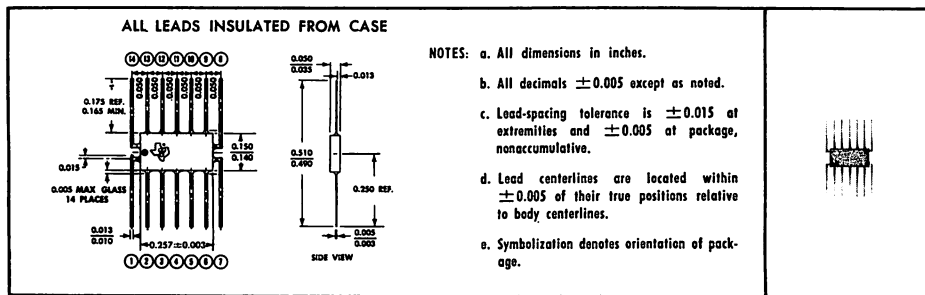 ALL LEADS INSULATED FROM CASE
14 13 12 11 10 9 8
0.050 0.050 0.050 0.050 0.050 0.050
0.175 REF.
0.165 MIN.
0.015
0.005 MAX GLASS
14 PLACES
0.150
0.140
0.013
0.010
0.257±0.003
1 2 3 4 5 6 7
0.050
0.035
0.015
0.510
0.490
0.250 REF.
0.005
0.003
SIDE VIEW
NOTES: a. All dimensions in inches.
b. All decimals ±0.005 except as noted.
c. Lead-spacing tolerance is ±0.015 at
extremities and ±0.005 at package,
nonaccumulative.
d. Lead centerlines are located within
±0.005 of their true positions relative
to body centerlines.
e. Symbolization denotes orientation of pack-
age.